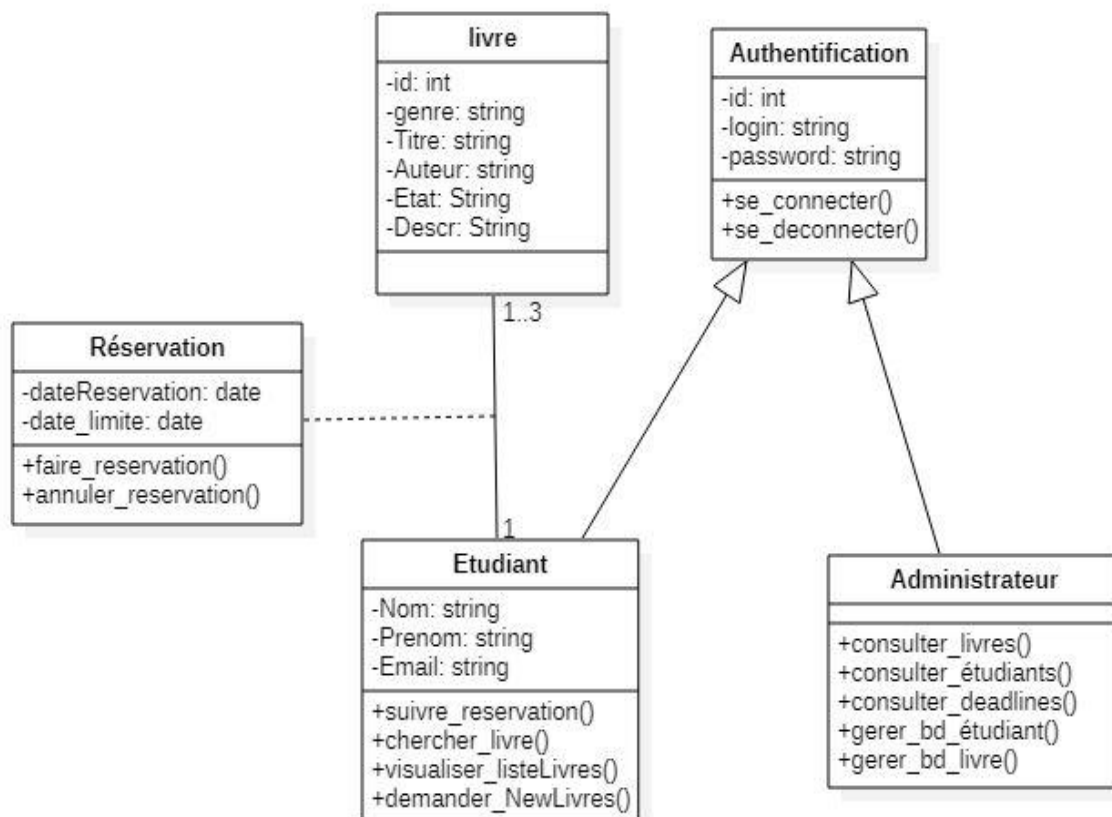 livre
-id: int
-genre: string
-Titre: string
-Auteur: string
-Etat: String
-Descr: String
Authentification
-id: int
-login: string
-password: string
+se_connecter()
+se_deconnecter()
1..3
Réservation
-dateReservation: date
-date_limite: date
+faire_reservation()
+annuler_reservation()
1
Etudiant
-Nom: string
-Prenom: string
-Email: string
+suivre_reservation()
+chercher_livre()
+visualiser_listeLivres()
+demander_NewLivres()
Administrateur
+consulter_livres()
+consulter_étudiants()
+consulter_deadlines()
+gerer_bd_étudiant()
+gerer_bd_livre()